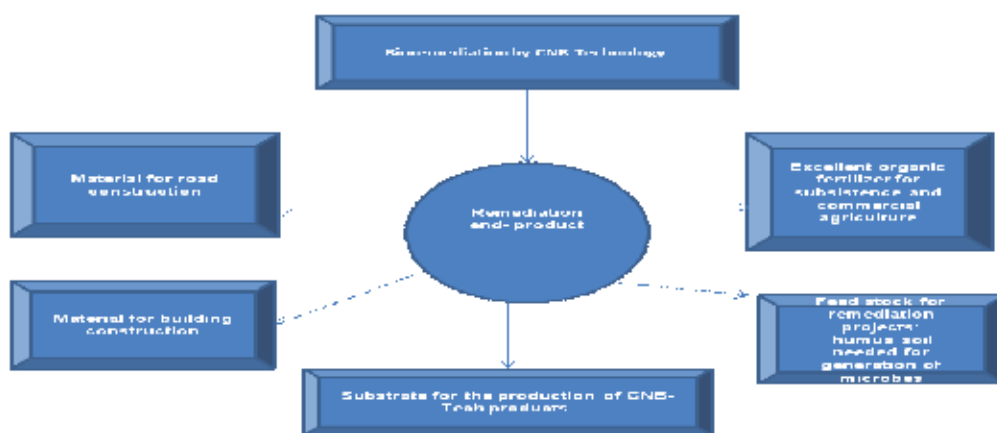 Bioremediation by CNB Technology
Material for road
construction
Excellent organic
fertilizer for
subsistence and
commercial
agriculture
Remediation
end- product
Material for building
construction
Feed stock for
remediation
projects:
humus soil
needed for
generation of
microbes
Substrate for the production of CNB-
Tech products